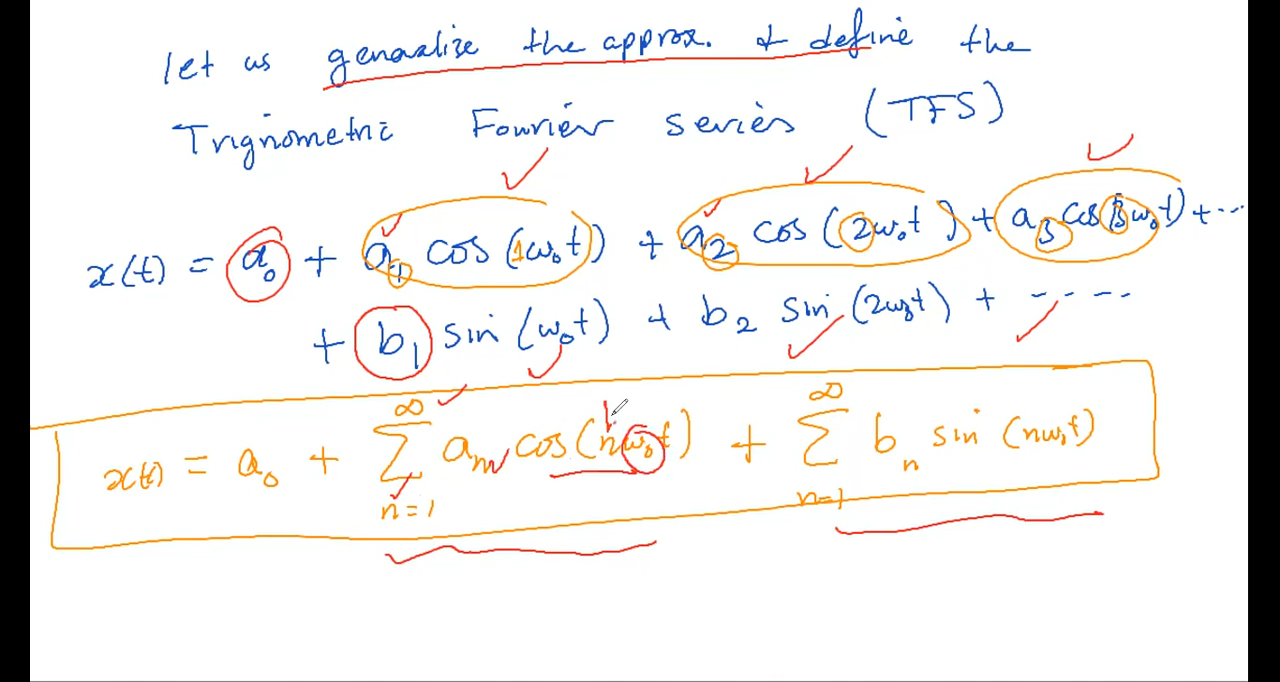 let us generalize the approx. & define the
Trignometric Fourier series (TFS)
x(t) = a₀ + a₁ cos(1ω₀t) + a₂ cos(2ω₀t) + a₃ cos(3ω₀t) + ...
+ b₁ sin(ω₀t) + b₂ sin(2ω₀t) + ......
x(t) = a₀ + ∑_{n=1}^{∞} aₙ cos(nω₀t) + ∑_{n=1}^{∞} bₙ sin(nω₀t)